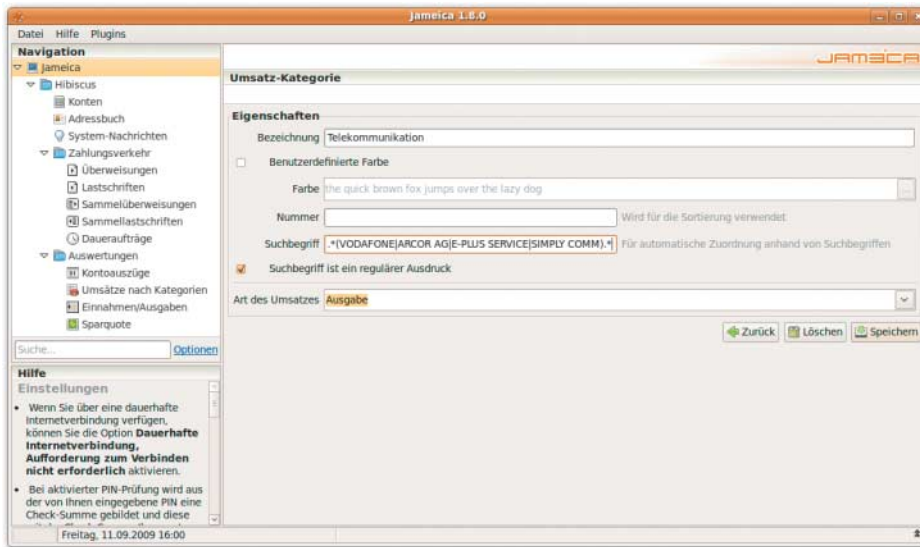 Jameica 1.8.0
Datei Hilfe Plugins
Navigation
Jameica
Hibiscus
Konten
Adressbuch
System-Nachrichten
Zahlungsverkehr
Überweisungen
Lastschriften
Sammelüberweisungen
Sammellastschriften
Daueraufträge
Auswertungen
Kontoauszüge
Umsätze nach Kategorien
Einnahmen/Ausgaben
Sparquote
Suche... Optionen
Hilfe
Einstellungen
• Wenn Sie über eine dauerhafte
Internetverbindung verfügen,
können Sie die Option Dauerhafte
Internetverbindung,
Aufforderung zum Verbinden
nicht erforderlich aktivieren.
• Bei aktivierter PIN-Prüfung wird aus
der von Ihnen eingegebene PIN eine
Check-Summe gebildet und diese
JAMEICA
Umsatz-Kategorie
Eigenschaften
Bezeichnung Telekommunikation
Benutzerdefinierte Farbe
Farbe the quick brown fox jumps over the lazy dog ...
Nummer Wird für die Sortierung verwendet
Suchbegriff .*(VODAFONE|ARCOR AG|E-PLUS SERVICE|SIMPLY COMM).* Für automatische Zuordnung anhand von Suchbegriffen
Suchbegriff ist ein regulärer Ausdruck
Art des Umsatzes Ausgabe
Zurück Löschen Speichern
Freitag, 11.09.2009 16:00